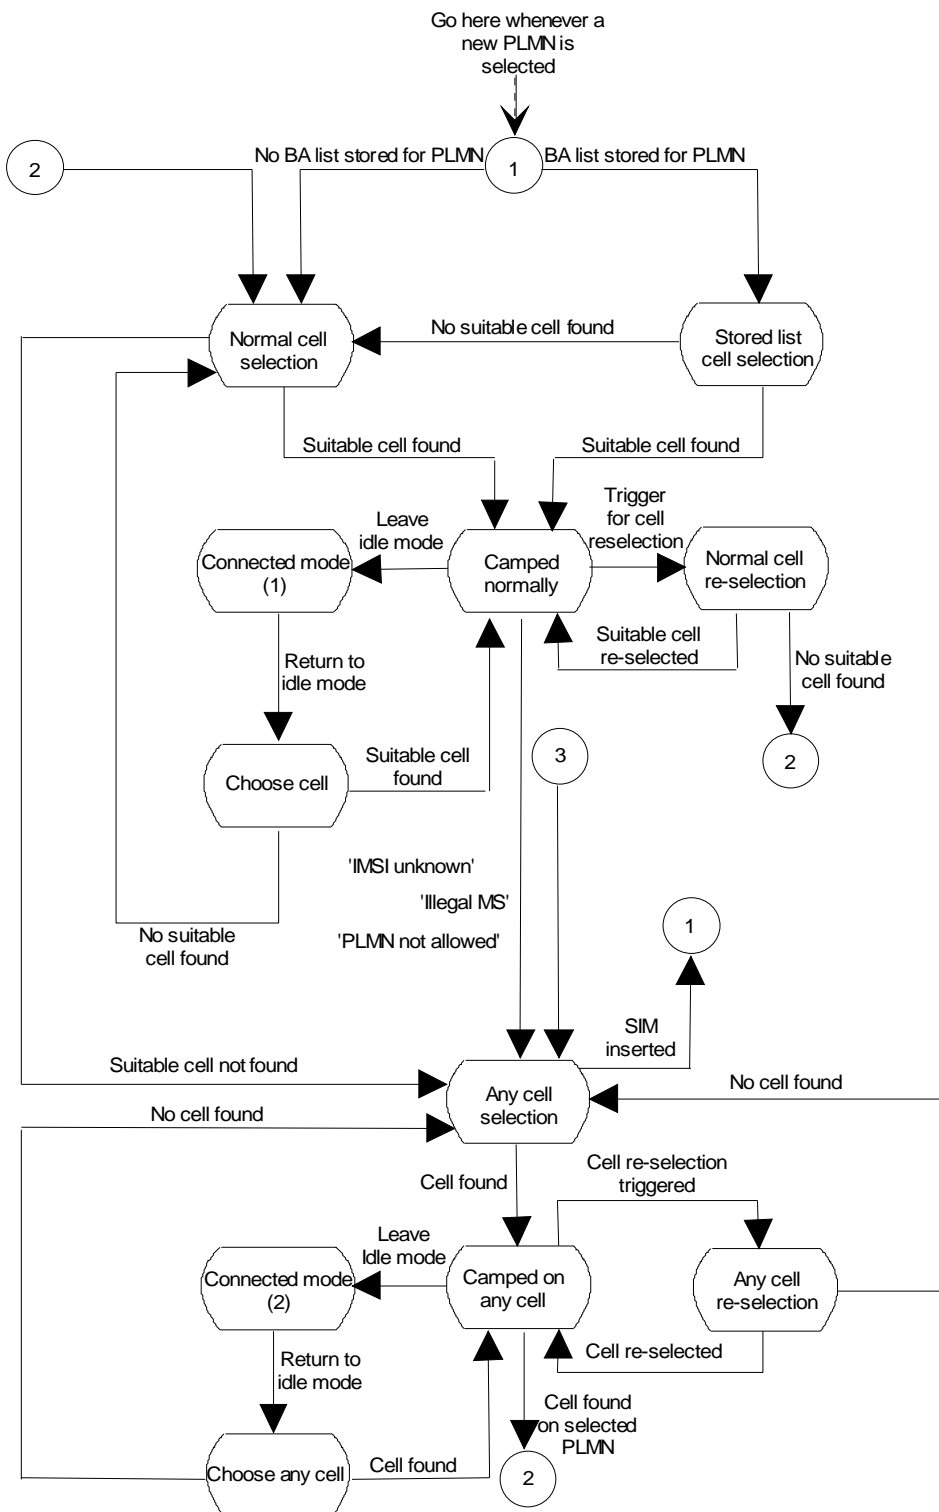 Go here whenever a
new PLMN is
selected
2
No BA list stored for PLMN
1
BA list stored for PLMN
Normal cell
selection
No suitable cell found
Stored list
cell selection
Suitable cell found
Suitable cell found
Leave
idle mode
Trigger
for cell
reselection
Connected mode
(1)
Camped
normally
Normal cell
re-selection
Suitable cell
re-selected
No suitable
cell found
Return to
idle mode
Choose cell
Suitable cell
found
3
2
'IMSI unknown'
'Illegal MS'
'PLMN not allowed'
No suitable
cell found
1
SIM
inserted
Suitable cell not found
No cell found
Any cell
selection
No cell found
Cell found
Cell re-selection
triggered
Leave
Idle mode
Connected mode
(2)
Camped on
any cell
Any cell
re-selection
Cell re-selected
Return to
idle mode
Cell found
on selected
PLMN
Choose any cell
Cell found
2